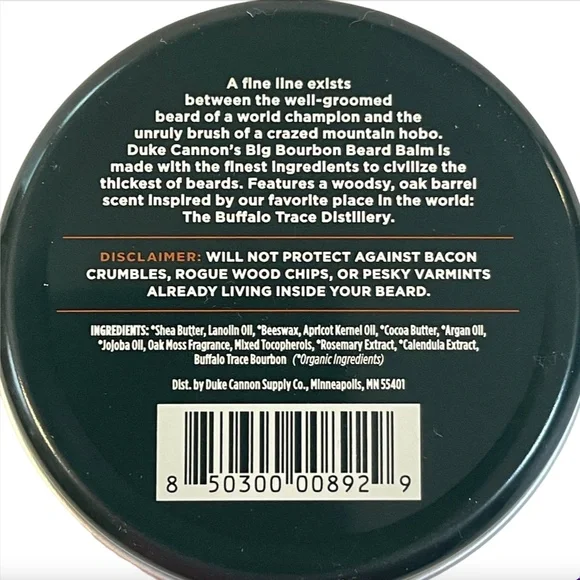 A fine line exists
between the well-groomed
beard of a world champion and the
unruly brush of a crazed mountain hobo.
Duke Cannon's Big Bourbon Beard Balm is
made with the finest ingredients to civilize the
thickest of beards. Features a woodsy, oak barrel
scent inspired by our favorite place in the world:
The Buffalo Trace Distillery.
DISCLAIMER: WILL NOT PROTECT AGAINST BACON
CRUMBLES, ROGUE WOOD CHIPS, OR PESKY VARMINTS
ALREADY LIVING INSIDE YOUR BEARD.
INGREDIENTS: *Shea Butter, Lanolin Oil, *Beeswax, Apricot Kernel Oil, *Cocoa Butter, *Argan Oil,
*Jojoba Oil, Oak Moss Fragrance, Mixed Tocopherols, *Rosemary Extract, *Calendula Extract,
Buffalo Trace Bourbon (*Organic Ingredients)
Dist. by Duke Cannon Supply Co., Minneapolis, MN 55401
8 50300 00892 9